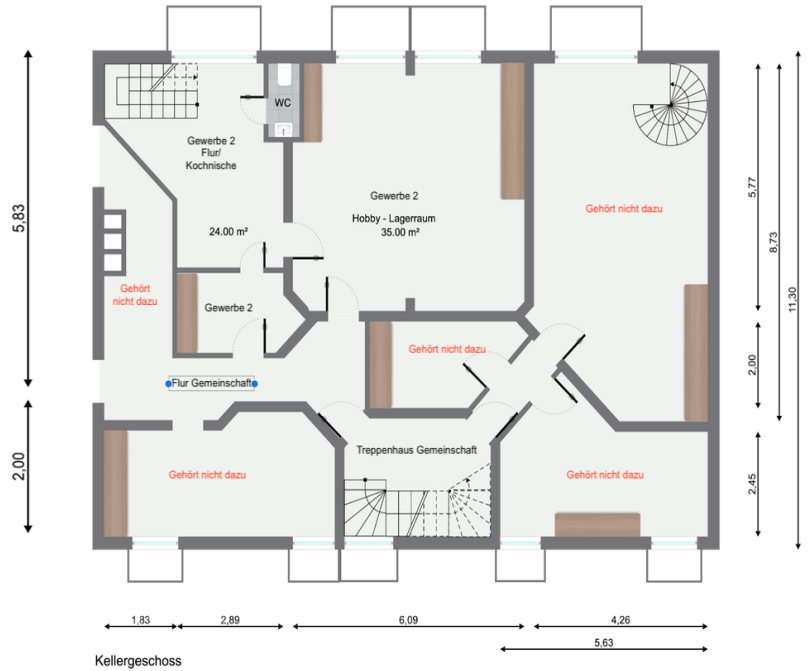 WC
Gewerbe 2
Flur/
Kochnische
24.00 m²
Gewerbe 2
Hobby - Lagerraum
35.00 m²
Gehört nicht dazu
5,83
5,77
8,73
11,30
Gehört
nicht dazu
Gewerbe 2
Gehört nicht dazu
2,00
Flur Gemeinschaft
Treppenhaus Gemeinschaft
2,00
Gehört nicht dazu
Gehört nicht dazu
2,45
1,83
2,89
6,09
4,26
5,63
Kellergeschoss